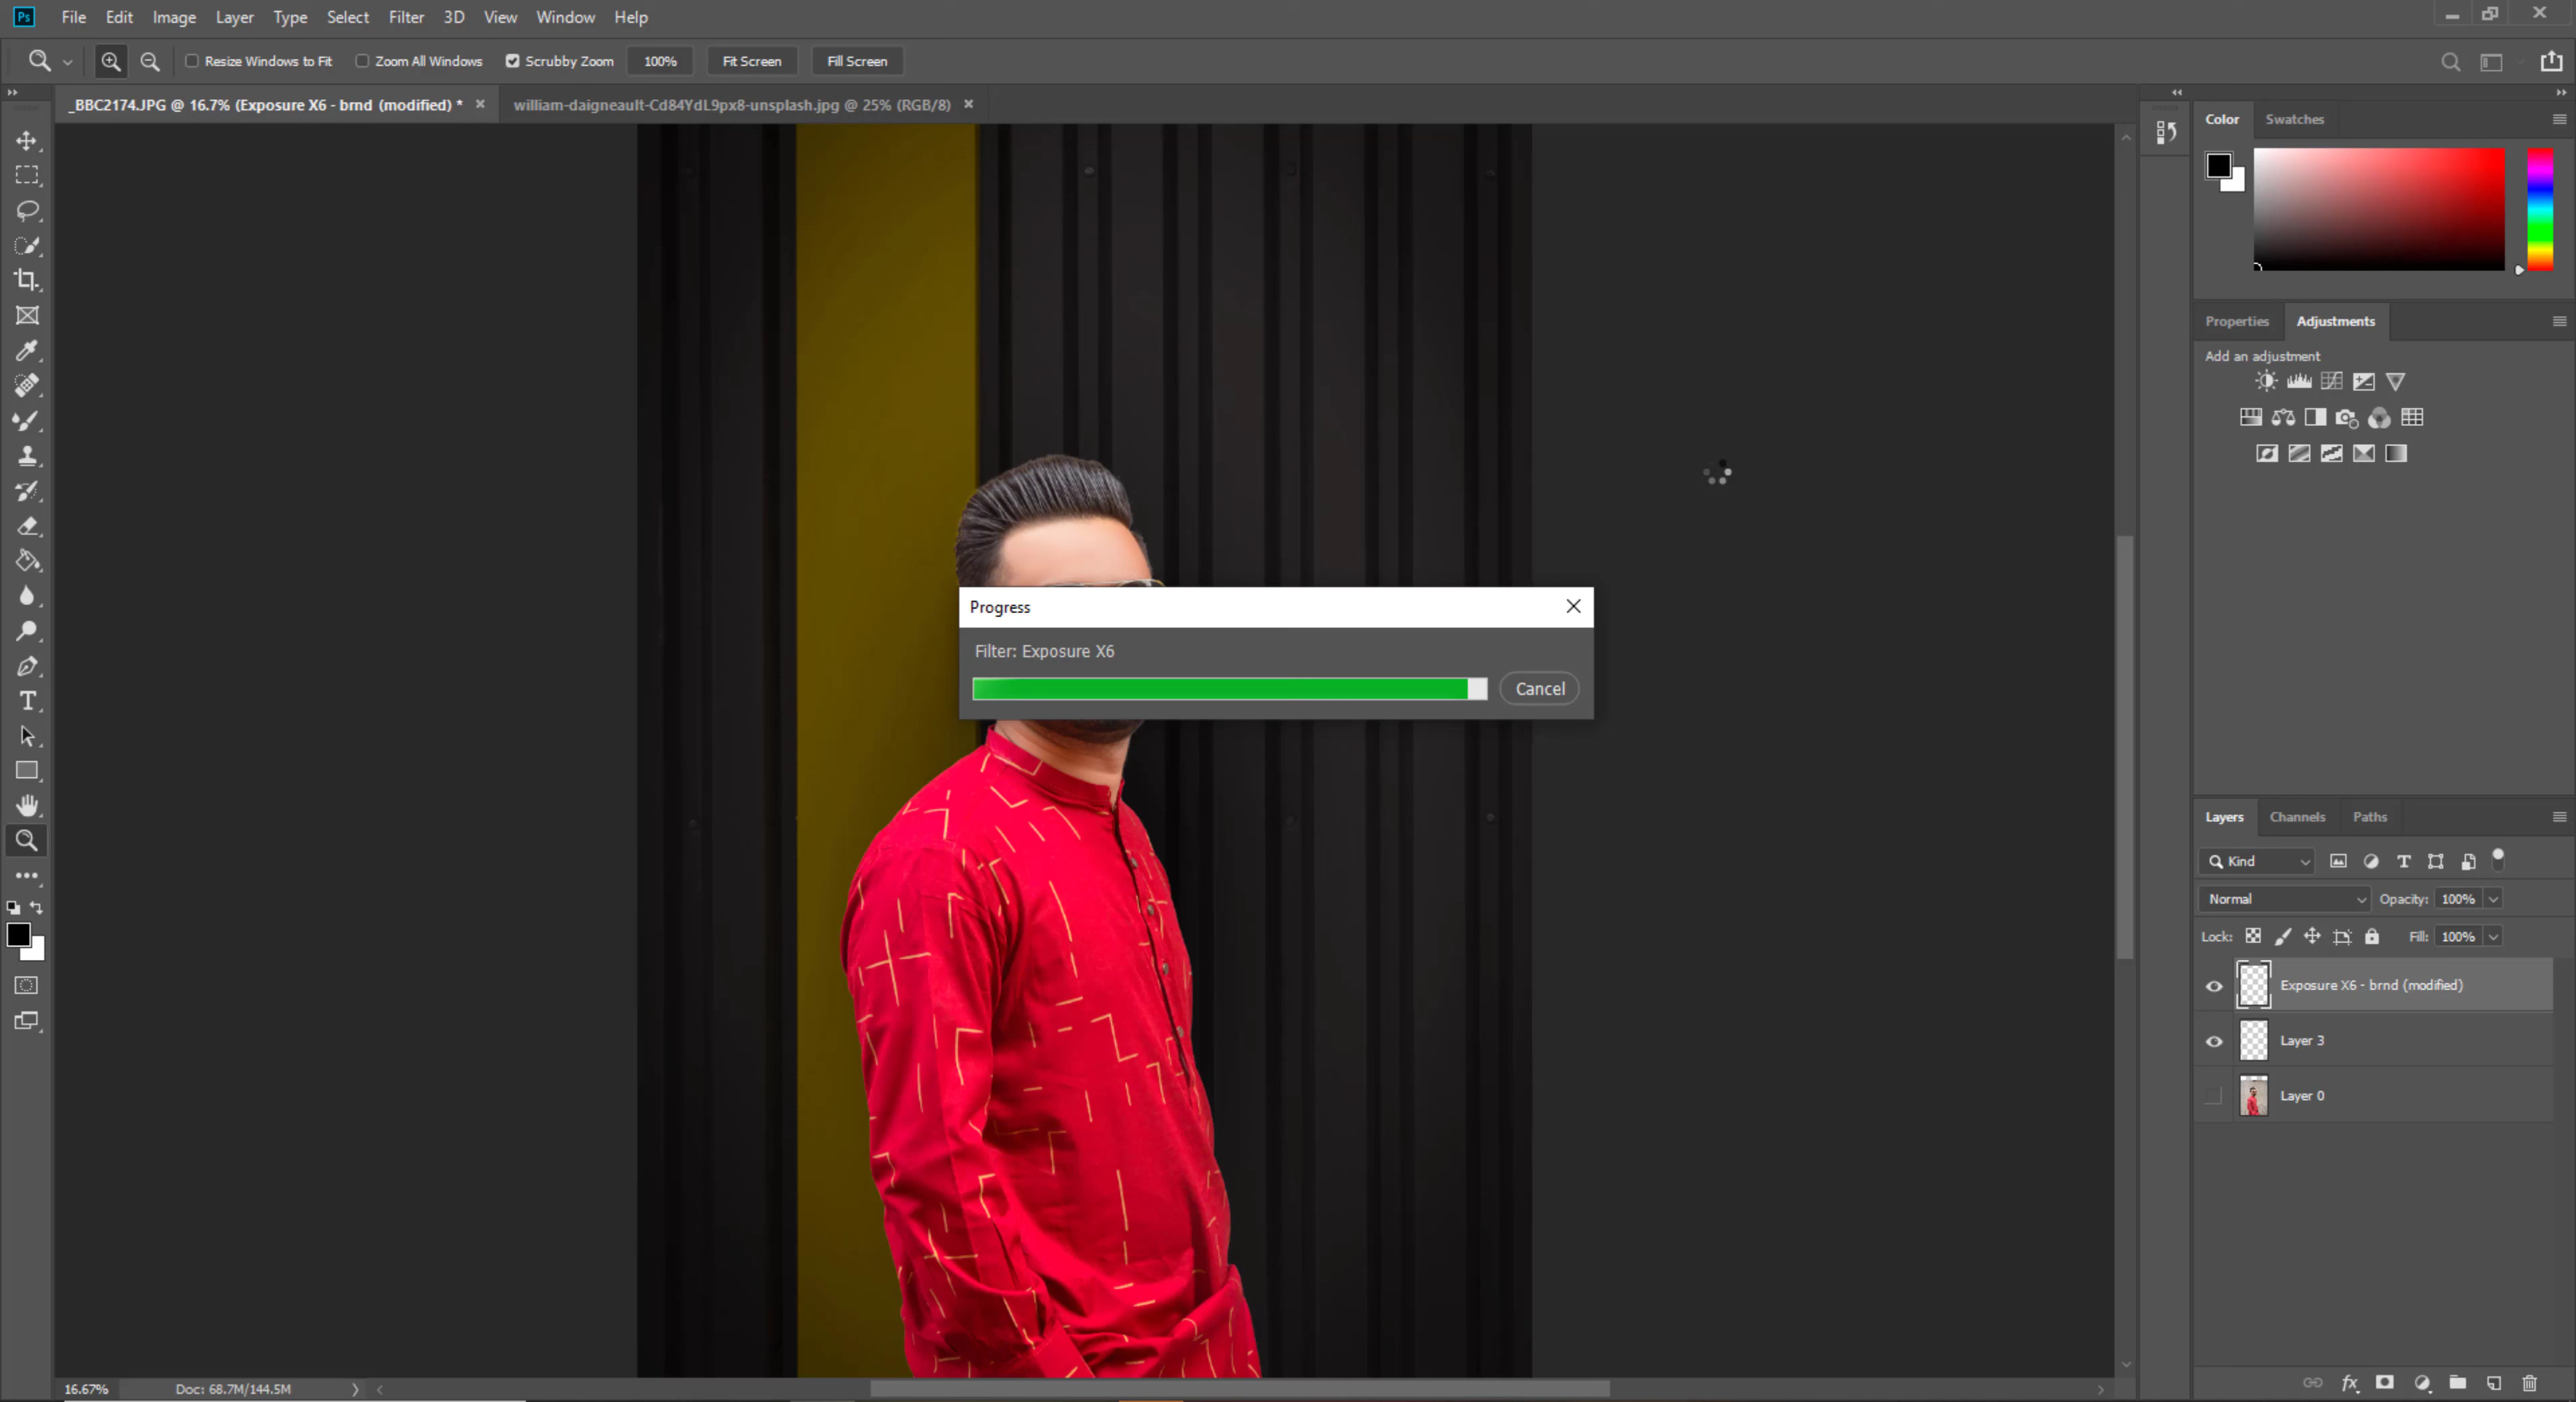 Ps File Edit Image Layer Type Select Filter 3D View Window Help
Resize Windows to Fit Zoom All Windows Scrubby Zoom 100% Fit Screen Fill Screen
_BBC2174.JPG @ 16.7% (Exposure X6 - brnd (modified) * william-daigneault-Cd84YdL9px8-unsplash.jpg @ 25% (RGB/8)
Color Swatches
Properties Adjustments
Add an adjustment
Progress
Filter: Exposure X6
Cancel
Layers Channels Paths
Kind
Normal Opacity: 100%
Lock: Fill: 100%
Exposure X6 - brnd (modified)
Layer 3
Layer 0
16.67% Doc: 68.7M/144.5M